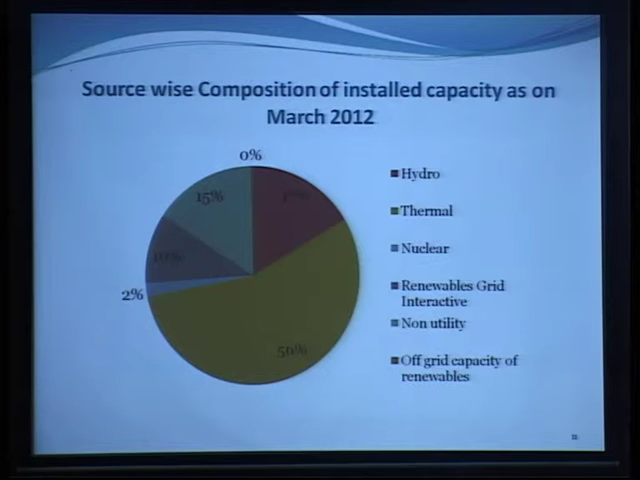 Source wise Composition of installed capacity as on
March 2012
0%
15%
10%
2%
Hydro
Thermal
Nuclear
Renewables Grid
Interactive
Non utility
Off grid capacity of
renewables